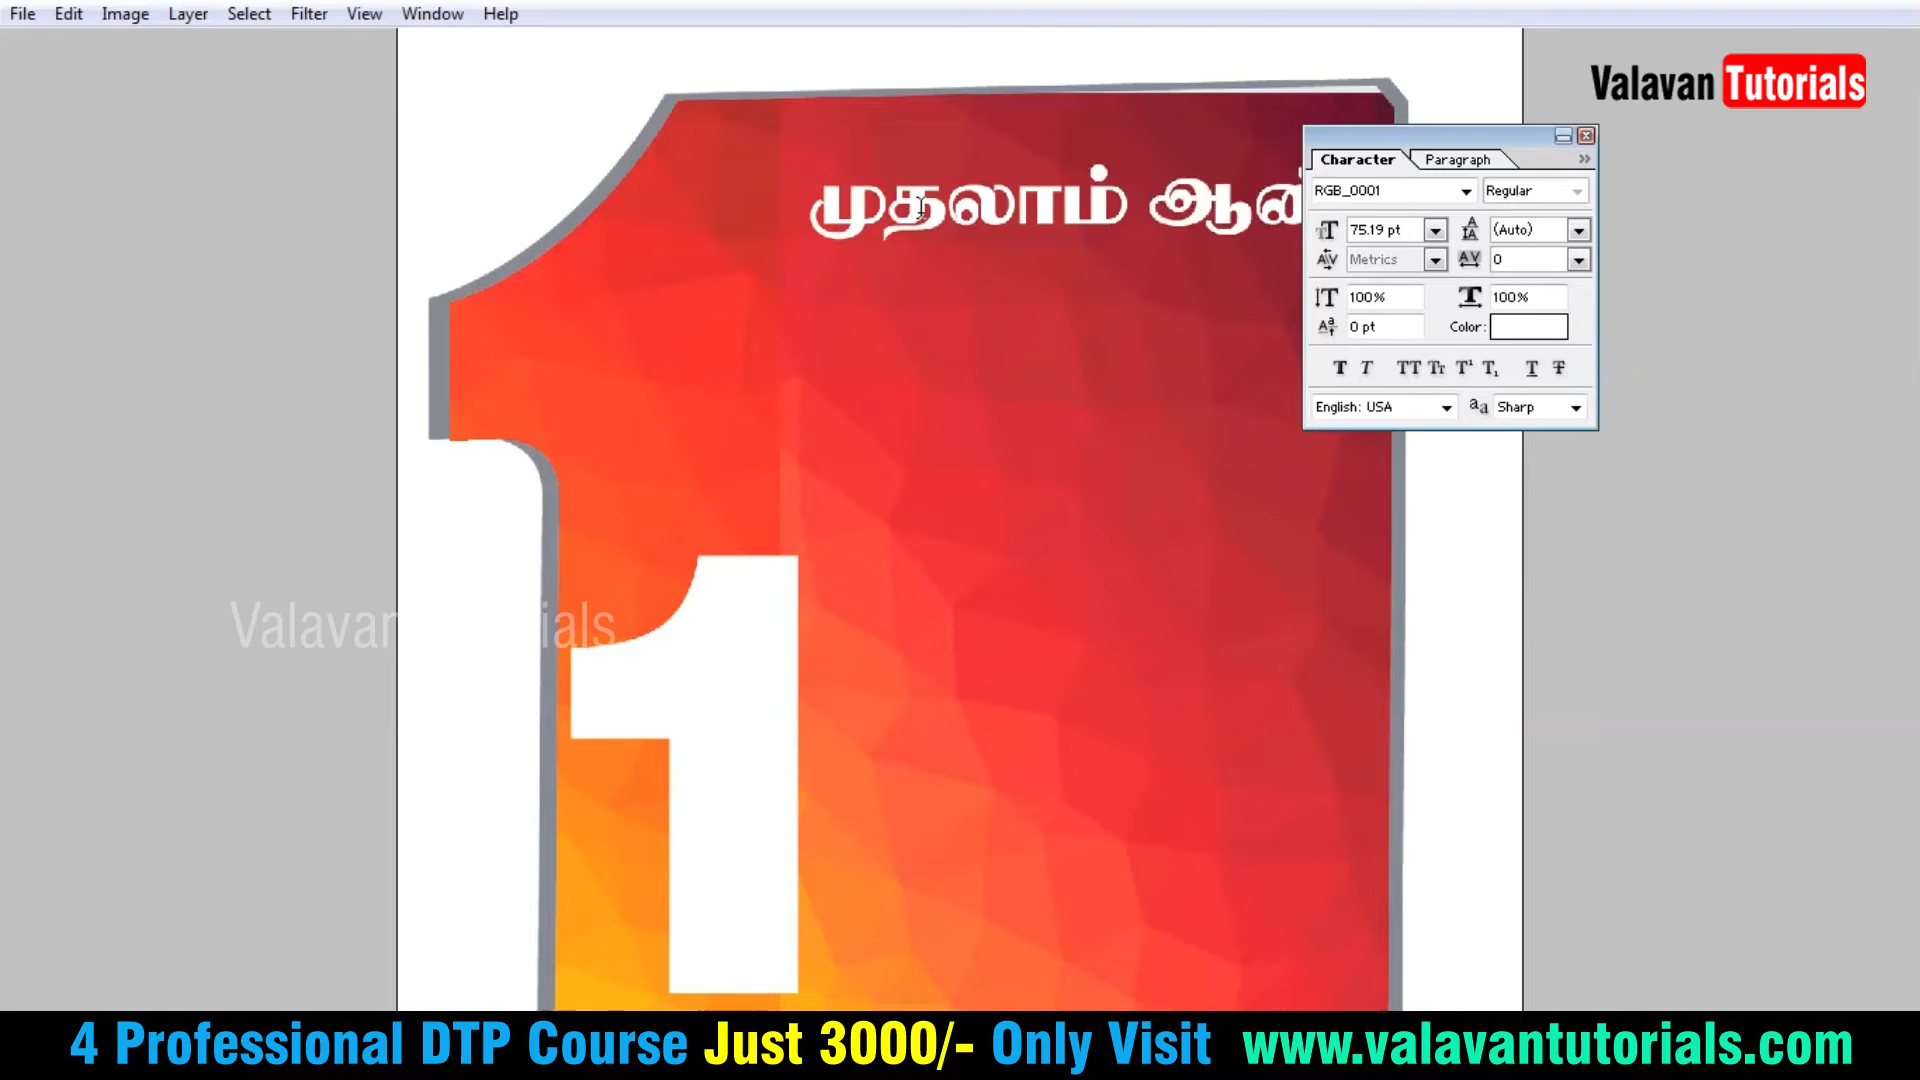 File Edit Image Layer Select Filter View Window Help
Valavan Tutorials
முதலாம்
Character Paragraph
RGB_0001 Regular
75.19 pt (Auto)
Metrics 0
100% 100%
0 pt Color:
English: USA Sharp
1
4 Professional DTP Course Just 3000/- Only Visit www.valavantutorials.com